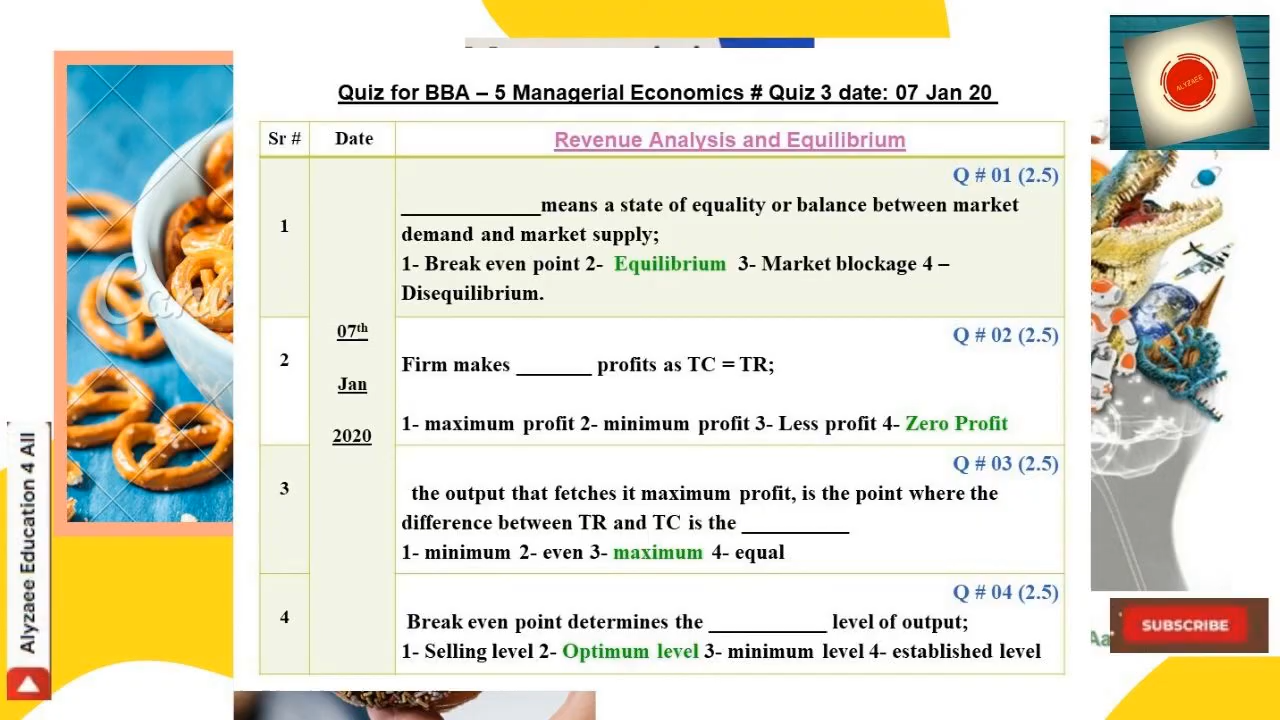 ALYZAEE
Quiz for BBA – 5 Managerial Economics # Quiz 3 date: 07 Jan 20
Sr #
Date
Revenue Analysis and Equilibrium
1
Q # 01 (2.5)
_____________means a state of equality or balance between market
demand and market supply;
1- Break even point 2- Equilibrium 3- Market blockage 4 –
Disequilibrium.
07th
Jan
2020
2
Q # 02 (2.5)
Firm makes _______ profits as TC = TR;
1- maximum profit 2- minimum profit 3- Less profit 4- Zero Profit
3
Q # 03 (2.5)
the output that fetches it maximum profit, is the point where the
difference between TR and TC is the __________
1- minimum 2- even 3- maximum 4- equal
4
Q # 04 (2.5)
Break even point determines the ___________ level of output;
1- Selling level 2- Optimum level 3- minimum level 4- established level
Canv
Alyzaee Education 4 All
Aa
SUBSCRIBE